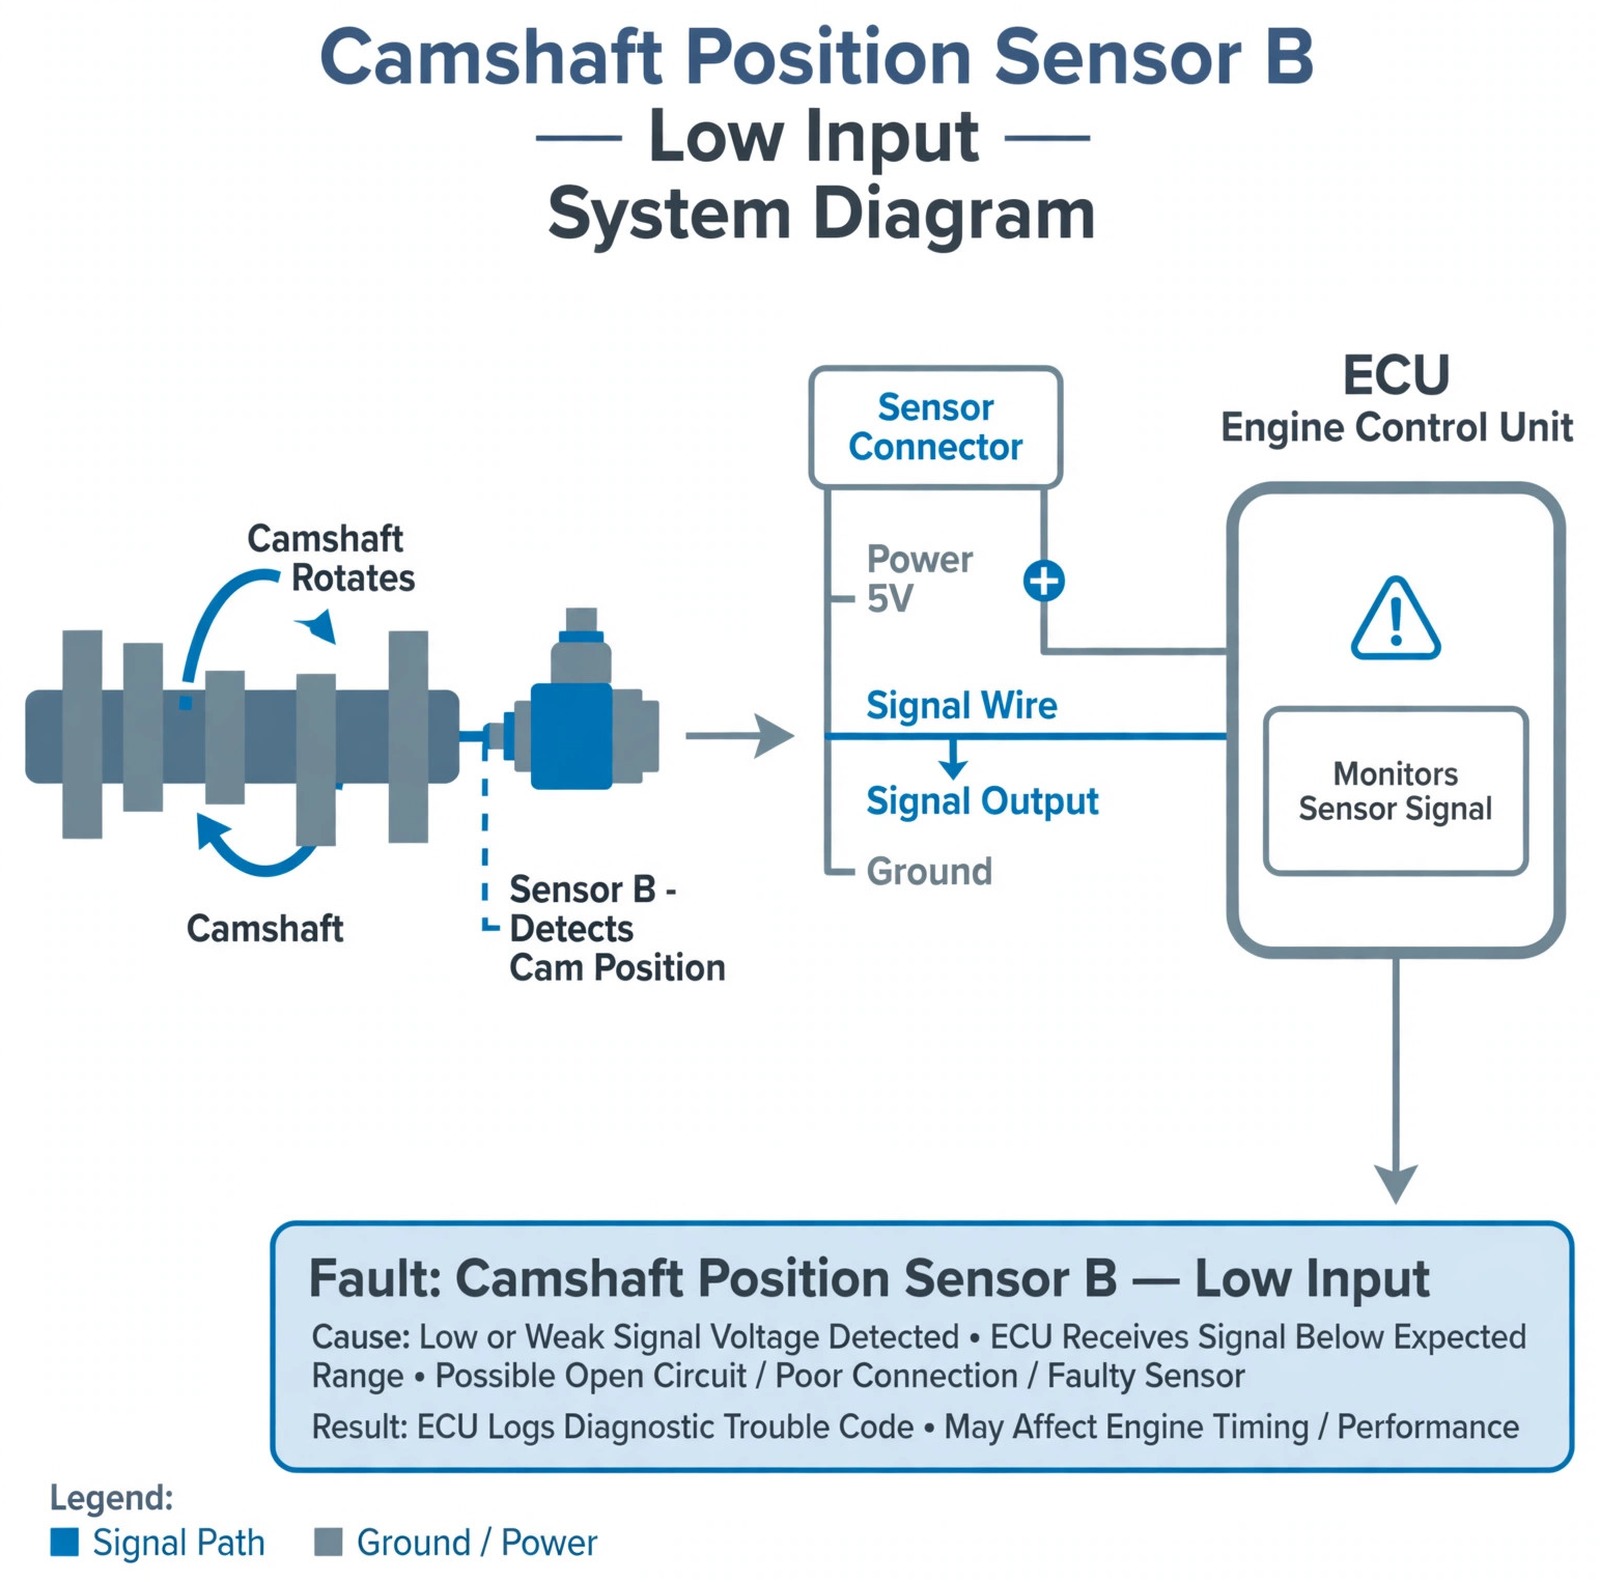 Camshaft Position Sensor B
— Low Input —
System Diagram
ECU
Engine Control Unit
Sensor
Connector
Camshaft
Rotates
Power
5V
Signal Wire
Signal Output
Ground
Monitors
Sensor Signal
Camshaft
Sensor B -
Detects
Cam Position
Fault: Camshaft Position Sensor B — Low Input
Cause: Low or Weak Signal Voltage Detected • ECU Receives Signal Below Expected
Range • Possible Open Circuit / Poor Connection / Faulty Sensor
Result: ECU Logs Diagnostic Trouble Code • May Affect Engine Timing / Performance
Legend:
Signal Path
Ground / Power